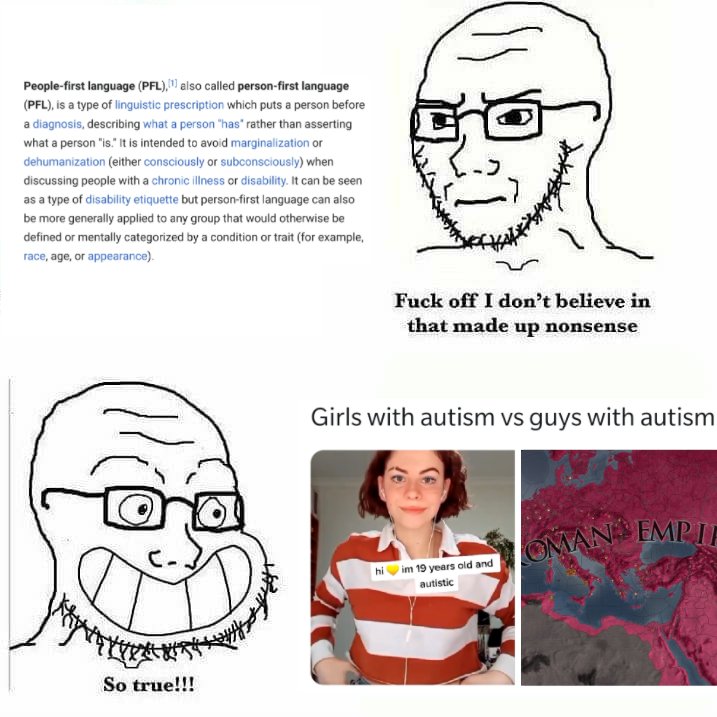 People-first language (PFL),[1] also called person-first language
(PFL), is a type of linguistic prescription which puts a person before
a diagnosis, describing what a person "has" rather than asserting
what a person "is." It is intended to avoid marginalization or
dehumanization (either consciously or subconsciously) when
discussing people with a chronic illness or disability. It can be seen
as a type of disability etiquette but person-first language can also
be more generally applied to any group that would otherwise be
defined or mentally categorized by a condition or trait (for example,
race, age, or appearance).
Fuck off I don't believe in
that made up nonsense
Girls with autism vs guys with autism
hi 💛 im 19 years old and
autistic
OMAN EMPI
So true!!!